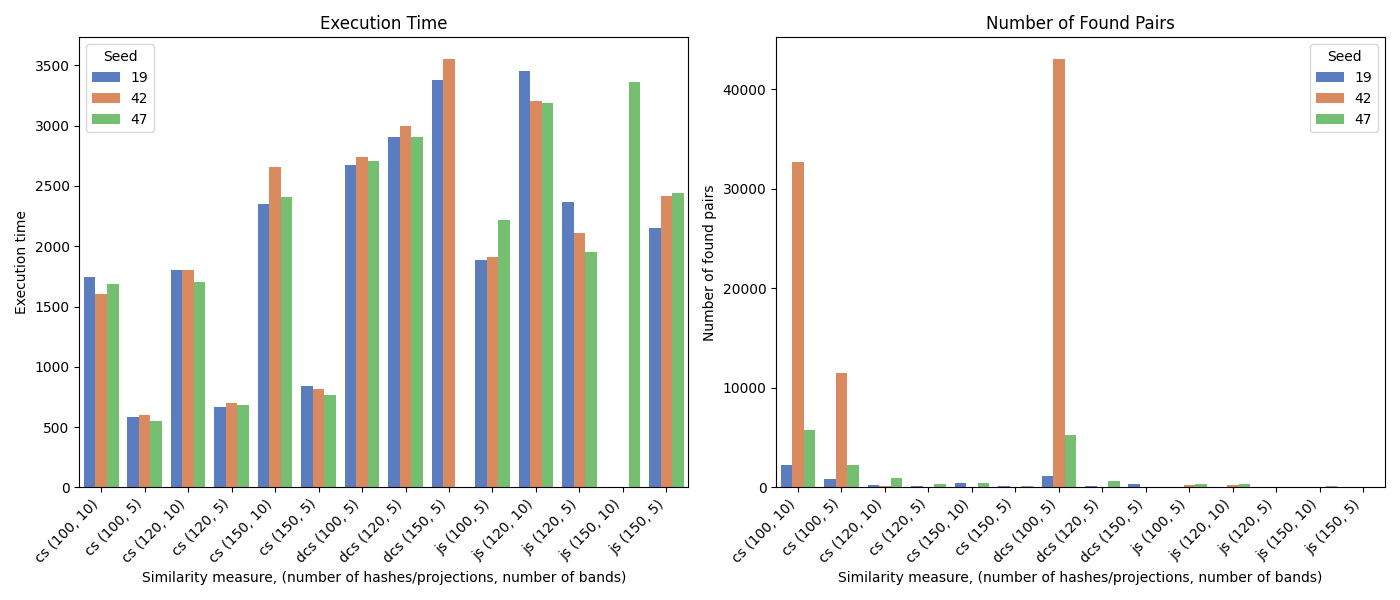 Execution Time
Seed
19
42
47
Execution time
3500
3000
2500
2000
1500
1000
500
0
cs (100, 10)
cs (100, 5)
cs (120, 10)
cs (120, 5)
cs (150, 10)
cs (150, 5)
dcs (100, 5)
dcs (120, 5)
dcs (150, 5)
js (100, 5)
js (120, 10)
js (120, 5)
js (150, 10)
js (150, 5)
Similarity measure, (number of hashes/projections, number of bands)
Number of Found Pairs
Seed
19
42
47
Number of found pairs
40000
30000
20000
10000
0
cs (100, 10)
cs (100, 5)
cs (120, 10)
cs (120, 5)
cs (150, 10)
cs (150, 5)
dcs (100, 5)
dcs (120, 5)
dcs (150, 5)
js (100, 5)
js (120, 10)
js (120, 5)
js (150, 10)
js (150, 5)
Similarity measure, (number of hashes/projections, number of bands)